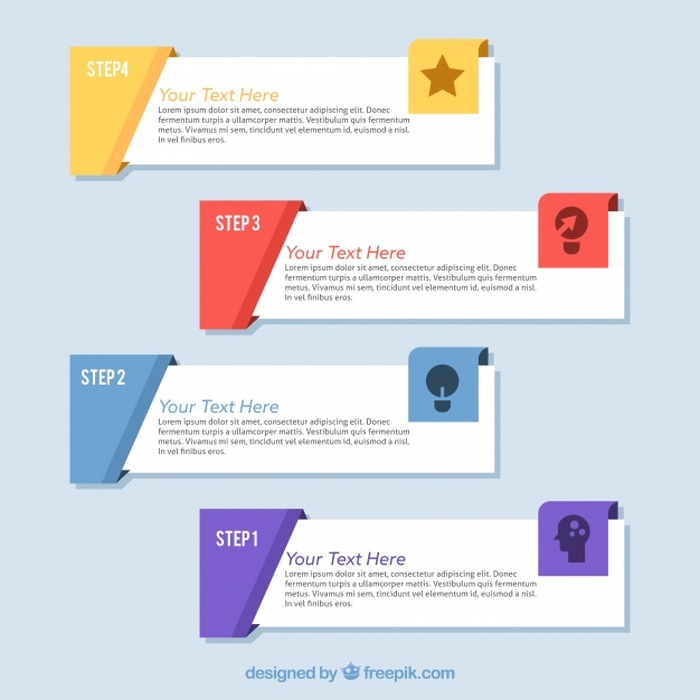 STEP4
Your Text Here
Lorem ipsum dolor sit amet, consectetur adipiscing elit. Donec
fermentum turpis a ullamcorper mattis. Vestibulum quis fermentum
metus. Vivamus mi sem, tincidunt vel elementum id, euismod a nisl.
In vel finibus eros.
STEP 3
Your Text Here
Lorem ipsum dolor sit amet, consectetur adipiscing elit. Donec
fermentum turpis a ullamcorper mattis. Vestibulum quis fermentum
metus. Vivamus mi sem, tincidunt vel elementum id, euismod a nisl.
In vel finibus eros.
STEP 2
Your Text Here
Lorem ipsum dolor sit amet, consectetur adipiscing elit. Donec
fermentum turpis a ullamcorper mattis. Vestibulum quis fermentum
metus. Vivamus mi sem, tincidunt vel elementum id, euismod a nisl.
In vel finibus eros.
STEP1
Your Text Here
Lorem ipsum dolor sit amet, consectetur adipiscing elit. Donec
fermentum turpis a ullamcorper mattis. Vestibulum quis fermentum
metus. Vivamus mi sem, tincidunt vel elementum id, euismod a nisl.
In vel finibus eros.
designed by freepik.com